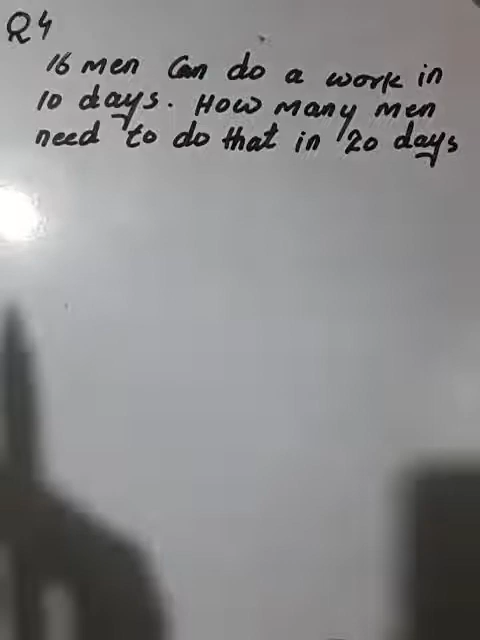 Q4
16 men Can do a work in
10 days. How many men
need to do that in 20 days